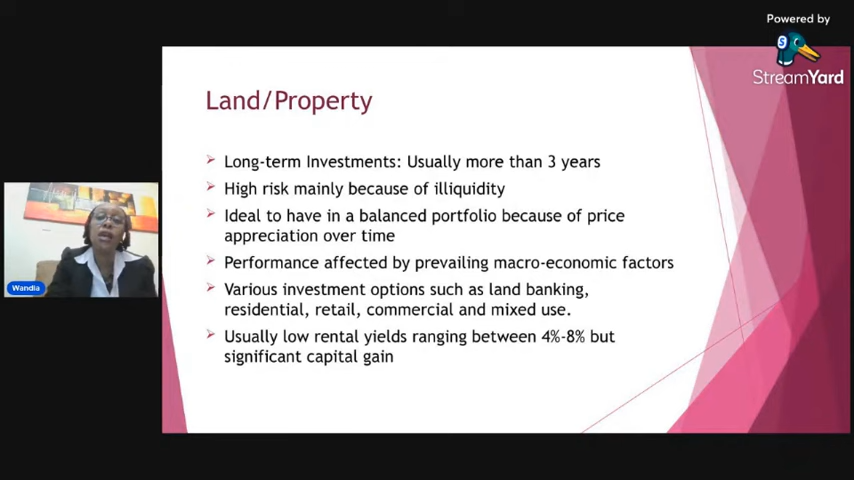 Powered by
S
StreamYard
Land/Property
Long-term Investments: Usually more than 3 years
High risk mainly because of illiquidity
Ideal to have in a balanced portfolio because of price
appreciation over time
Performance affected by prevailing macro-economic factors
Various investment options such as land banking,
residential, retail, commercial and mixed use.
Usually low rental yields ranging between 4%-8% but
significant capital gain
Wandia